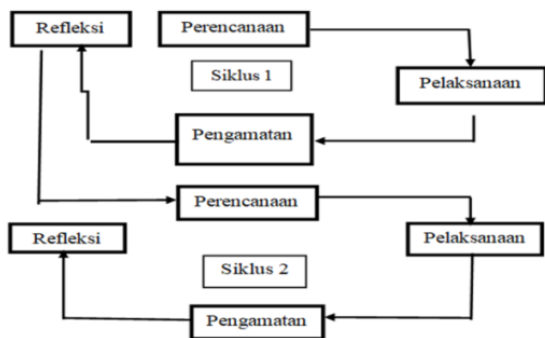 Refleksi
Perencanaan
Siklus 1
Pelaksanaan
Pengamatan
Perencanaan
Refleksi
Pelaksanaan
Siklus 2
Pengamatan